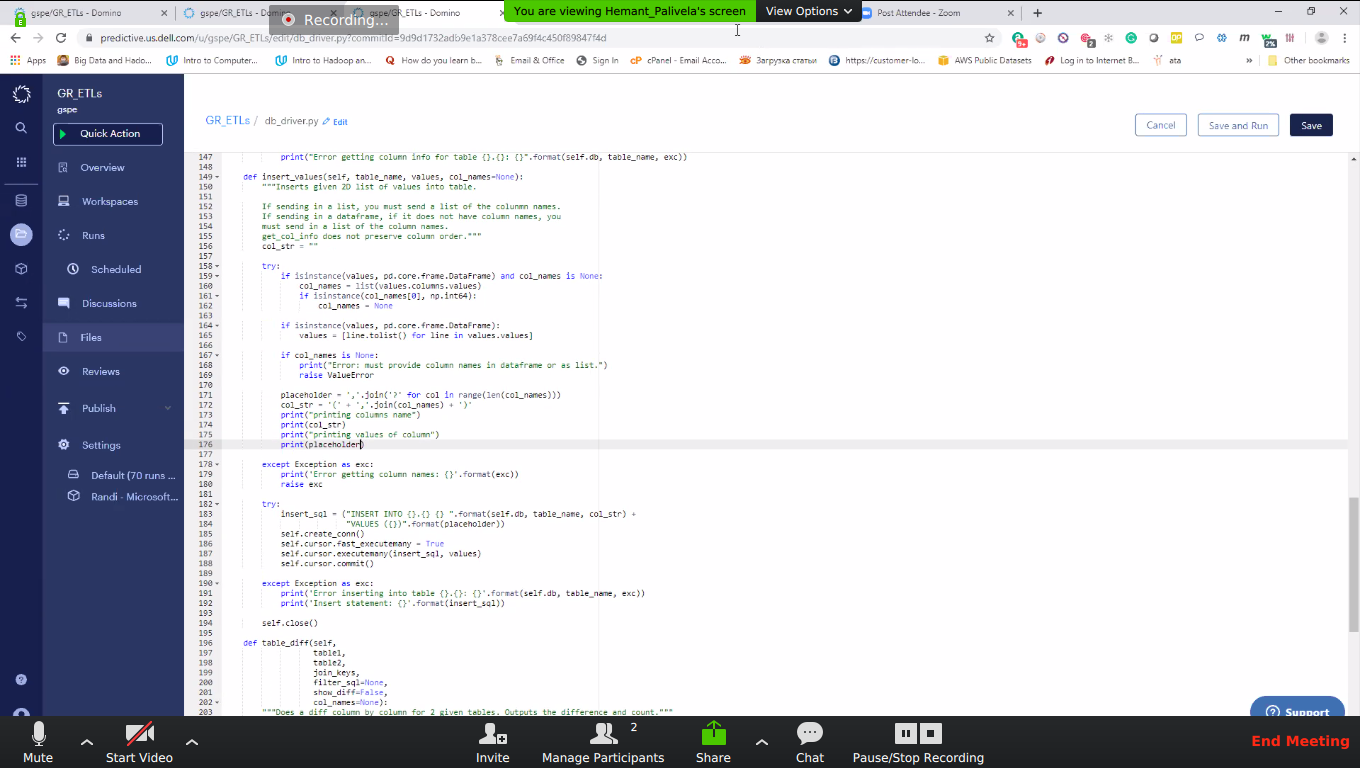 gspe/GR_ETLs - Domino
gspe/GR_ETLs - Domino
gspe/GR_ETLs - Domino
Recording...
You are viewing Hemant_Palivela's screen
View Options
Post Attendee - Zoom
predictive.us.dell.com/u/gspe/GR_ETLs/edit/db_driver.py?commitId=9d9d1732adb9e1a378cee7a69f4c450f89847f4d
Apps
Big Data and Hado...
Intro to Computer...
Intro to Hadoop an...
How do you learn b...
Email & Office
Sign In
cPanel - Email Acco...
Загрузка статьи
https://customer-lo...
AWS Public Datasets
Log in to Internet B...
ata
Other bookmarks
GR_ETLs
gspe
Quick Action
Overview
Workspaces
Runs
Scheduled
Discussions
Files
Reviews
Publish
Settings
Default (70 runs ...
Randi - Microsoft...
GR_ETLs / db_driver.py Edit
Cancel
Save and Run
Save
147 print("Error getting column info for table {}.{}: {}".format(self.db, table_name, exc))
148
149 def insert_values(self, table_name, values, col_names=None):
150 """Inserts given 2D list of values into table.
151
152 If sending in a list, you must send a list of the colunmn names.
153 If sending in a dataframe, if it does not have column names, you
154 must send in a list of the column names.
155 get_col_info does not preserve column order."""
156 col_str = ""
157
158 try:
159 if isinstance(values, pd.core.frame.DataFrame) and col_names is None:
160 col_names = list(values.columns.values)
161 if isinstance(col_names[0], np.int64):
162 col_names = None
163
164 if isinstance(values, pd.core.frame.DataFrame):
165 values = [line.tolist() for line in values.values]
166
167 if col_names is None:
168 print("Error: must provide column names in dataframe or as list.")
169 raise ValueError
170
171 placeholder = ','.join('?' for col in range(len(col_names)))
172 col_str = '(' + ','.join(col_names) + ')'
173 print("printing columns name")
174 print(col_str)
175 print("printing values of column")
176 print(placeholder)
177
178 except Exception as exc:
179 print('Error getting column names: {}'.format(exc))
180 raise exc
181
182 try:
183 insert_sql = ("INSERT INTO {}.{} {} ".format(self.db, table_name, col_str) +
184 "VALUES ({})".format(placeholder))
185 self.create_conn()
186 self.cursor.fast_executemany = True
187 self.cursor.executemany(insert_sql, values)
188 self.cursor.commit()
189
190 except Exception as exc:
191 print('Error inserting into table {}.{}: {}'.format(self.db, table_name, exc))
192 print('Insert statement: {}'.format(insert_sql))
193
194 self.close()
195
196 def table_diff(self,
197 table1,
198 table2,
199 join_keys,
200 filter_sql=None,
201 show_diff=False,
202 col_names=None):
203 """Does a diff column by column for 2 given tables. Outputs the difference and count."""
Support
Mute
Start Video
Invite
Manage Participants
2
Share
Chat
Pause/Stop Recording
End Meeting